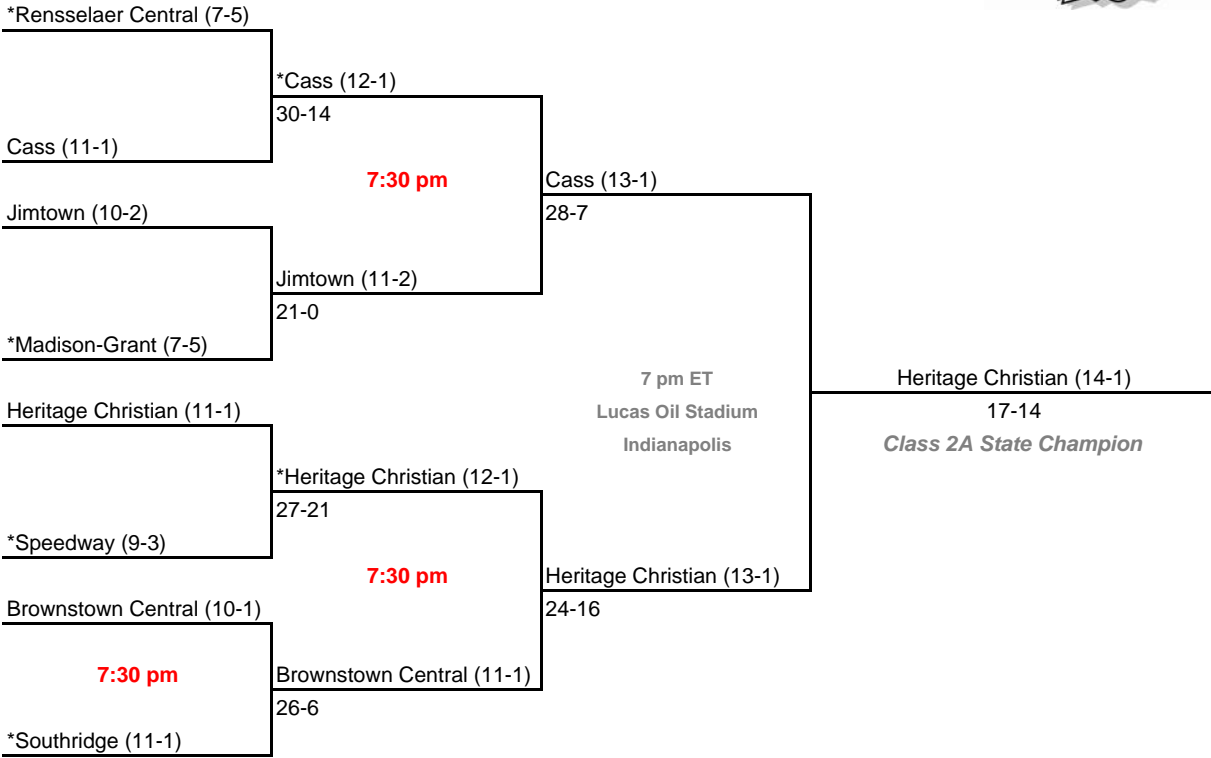 *Rensselaer Central (7-5)
*Cass (12-1)
30-14
Cass (11-1)
7:30 pm
Cass (13-1)
28-7
Jimtown (10-2)
Jimtown (11-2)
21-0
*Madison-Grant (7-5)
7 pm ET
Lucas Oil Stadium
Indianapolis
Heritage Christian (14-1)
17-14
Class 2A State Champion
Heritage Christian (11-1)
*Heritage Christian (12-1)
27-21
*Speedway (9-3)
7:30 pm
Heritage Christian (13-1)
24-16
Brownstown Central (10-1)
7:30 pm
Brownstown Central (11-1)
26-6
*Southridge (11-1)